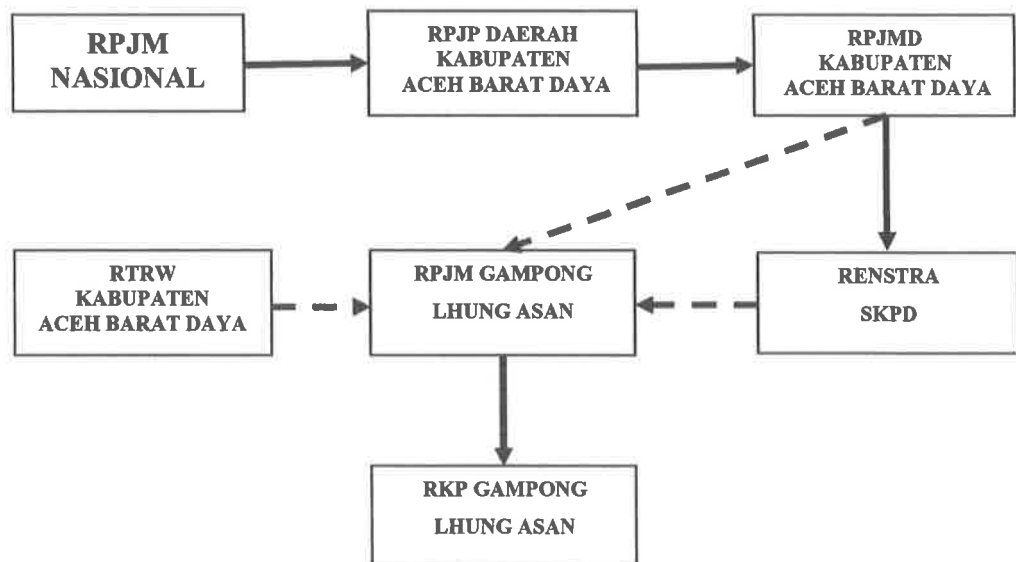 RPJM
NASIONAL
RPJP DAERAH
KABUPATEN
ACEH BARAT DAYA
RPJMD
KABUPATEN
ACEH BARAT DAYA
RTRW
KABUPATEN
ACEH BARAT DAYA
RPJM GAMPONG
LHUNG ASAN
RENSTRA
SKPD
RKP GAMPONG
LHUNG ASAN